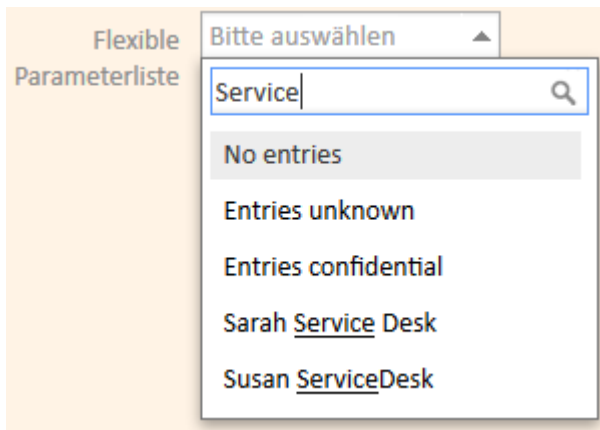 Flexible
Parameterliste
Bitte auswählen
Service
No entries
Entries unknown
Entries confidential
Sarah Service Desk
Susan ServiceDesk